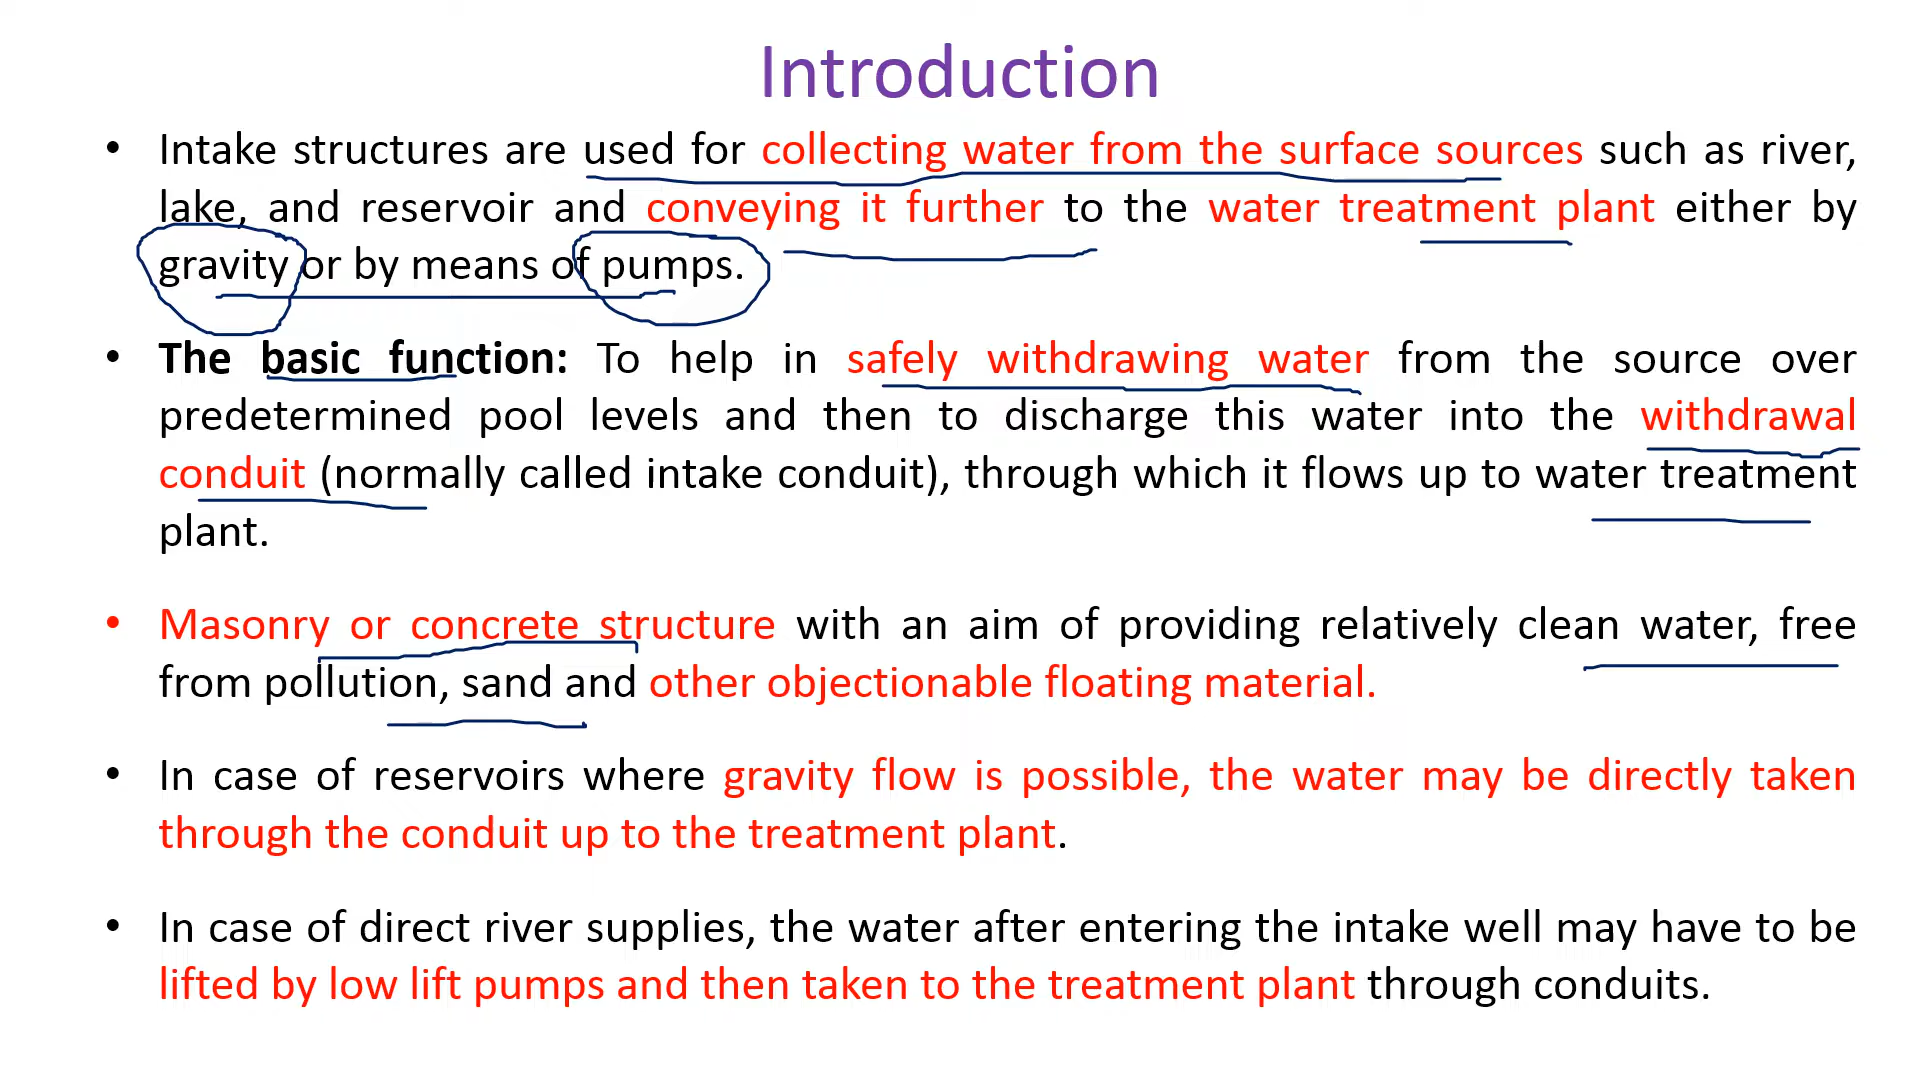 Introduction
• Intake structures are used for collecting water from the surface sources such as river,
lake, and reservoir and conveying it further to the water treatment plant either by
gravity or by means of pumps.
• The basic function: To help in safely withdrawing water from the source over
predetermined pool levels and then to discharge this water into the withdrawal
conduit (normally called intake conduit), through which it flows up to water treatment
plant.
• Masonry or concrete structure with an aim of providing relatively clean water, free
from pollution, sand and other objectionable floating material.
• In case of reservoirs where gravity flow is possible, the water may be directly taken
through the conduit up to the treatment plant.
• In case of direct river supplies, the water after entering the intake well may have to be
lifted by low lift pumps and then taken to the treatment plant through conduits.